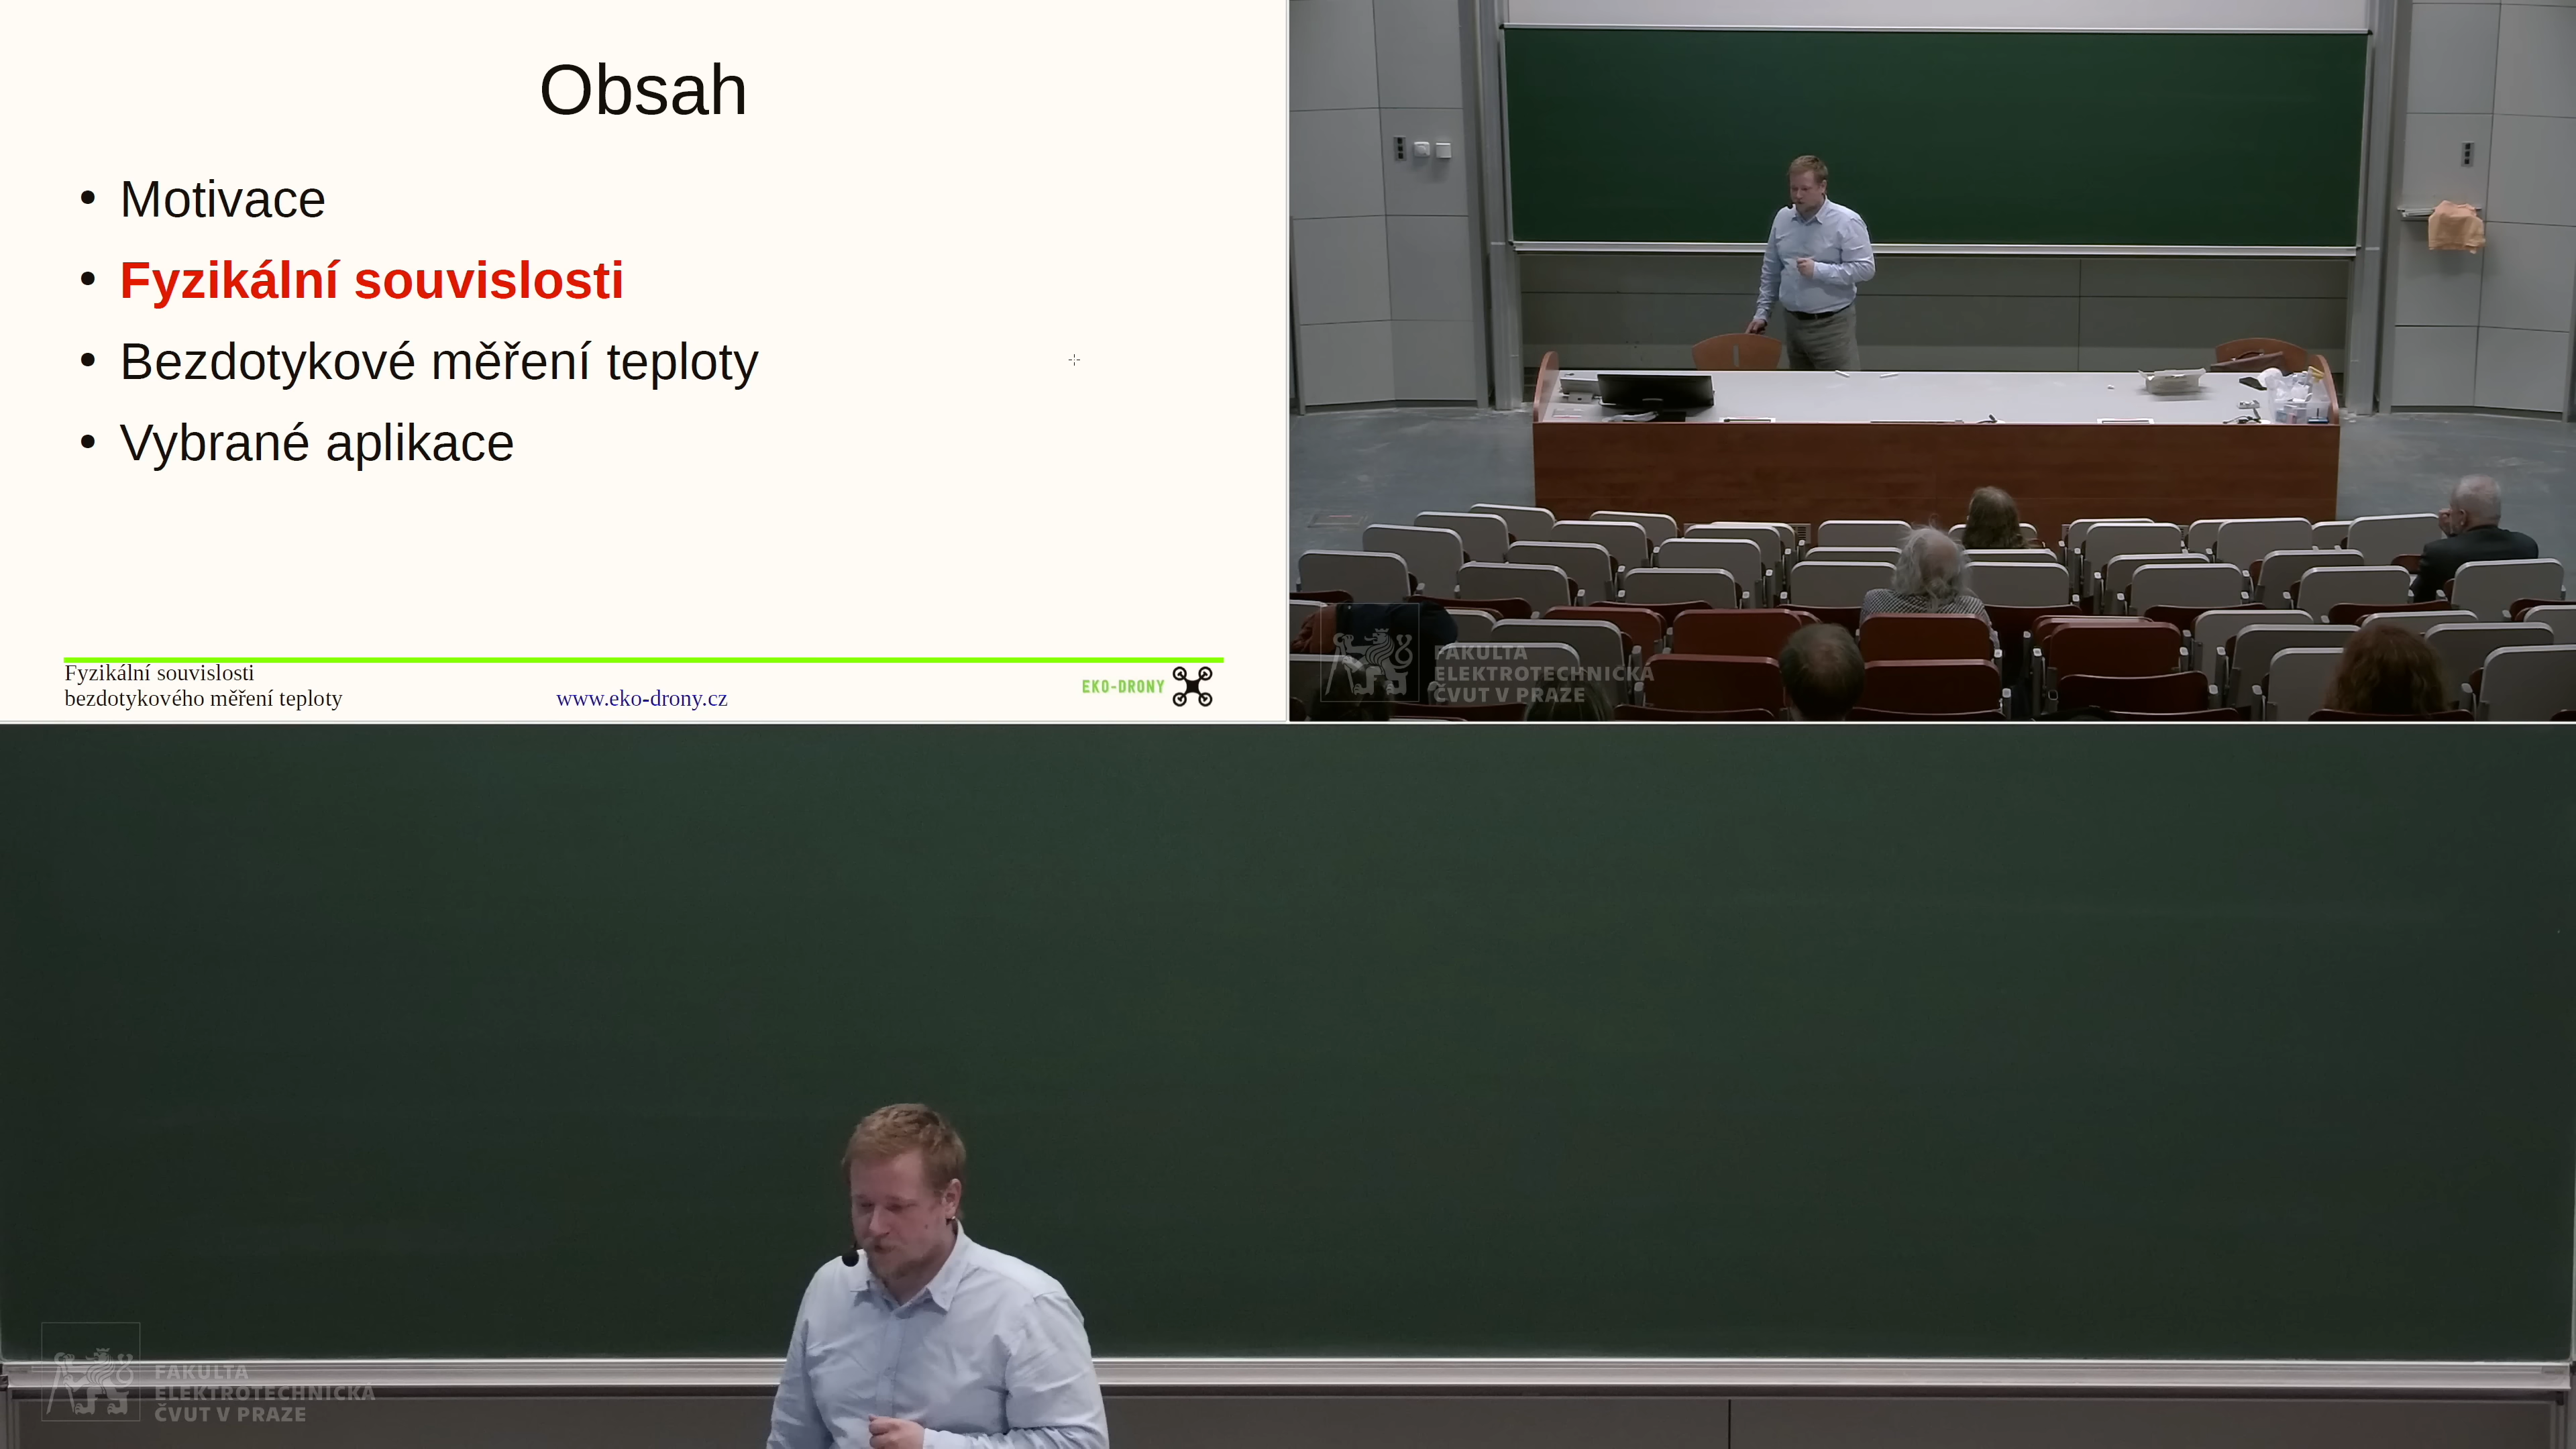 Obsah
Motivace
Fyzikální souvislosti
Bezdotykové měření teploty
Vybrané aplikace
Fyzikální souvislosti
bezdotykového měření teploty
www.eko-drony.cz
EKO-DRONY
FAKULTA
ELEKTROTECHNICKÁ
ČVUT V PRAZE
FAKULTA
ELEKTROTECHNICKÁ
ČVUT V PRAZE